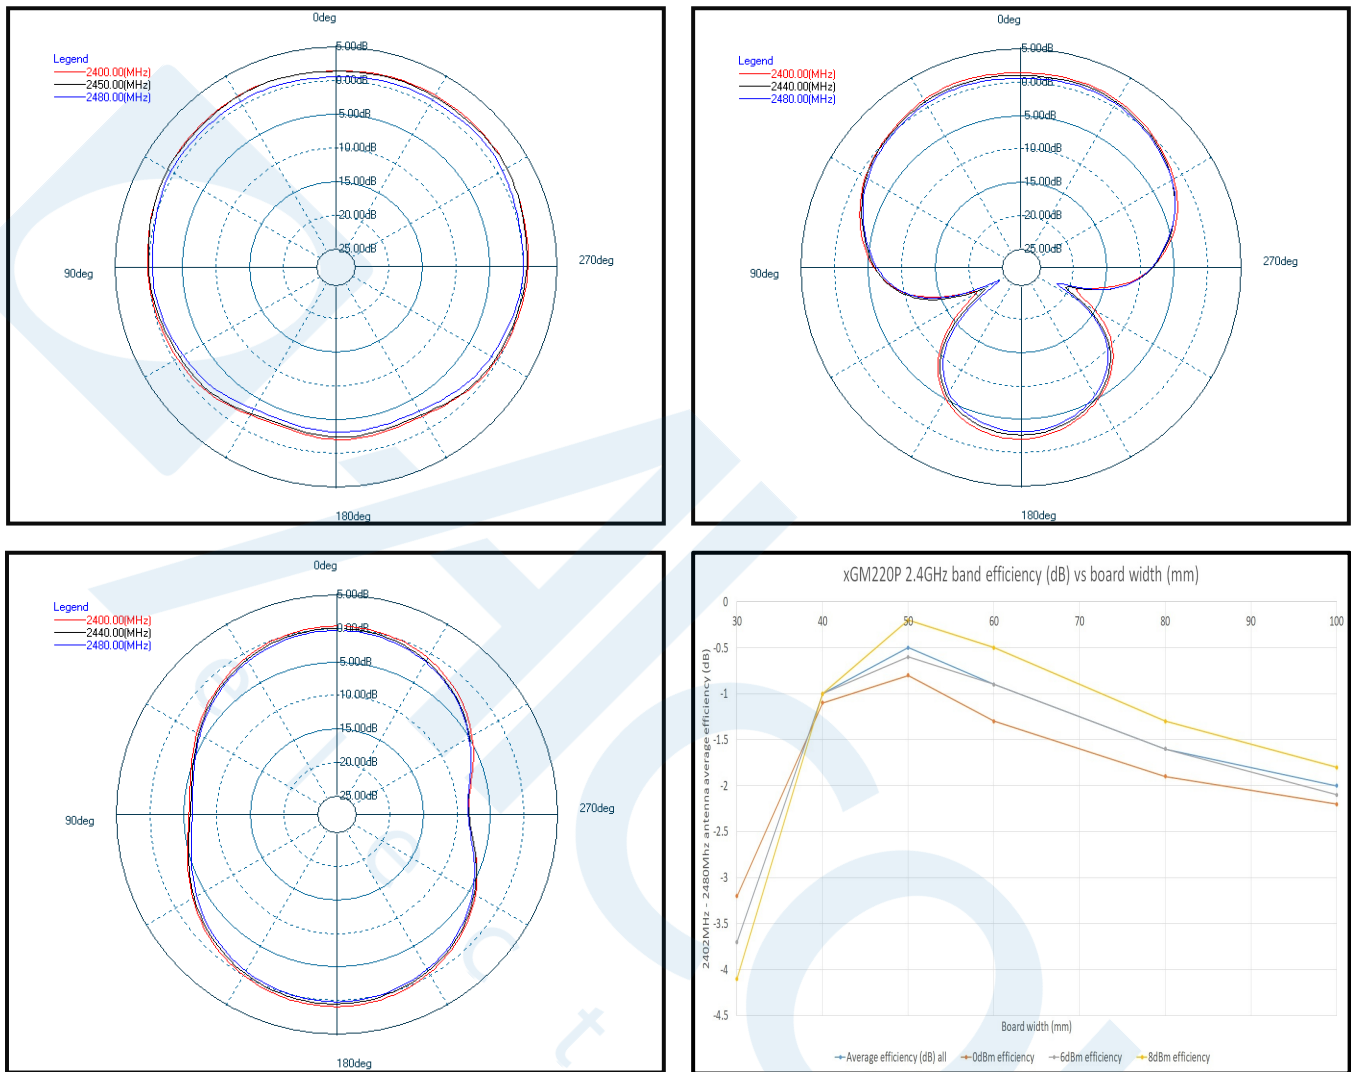 0deg
Legend
2400.00(MHz)
2450.00(MHz)
2480.00(MHz)
5.00dB
0.00dB
5.00dB
10.00dB
15.00dB
20.00dB
25.00dB
90deg
270deg
180deg
0deg
Legend
2400.00(MHz)
2440.00(MHz)
2480.00(MHz)
5.00dB
0.00dB
5.00dB
10.00dB
15.00dB
20.00dB
25.00dB
90deg
270deg
180deg
0deg
Legend
2400.00(MHz)
2440.00(MHz)
2480.00(MHz)
5.00dB
0.00dB
5.00dB
10.00dB
15.00dB
20.00dB
25.00dB
90deg
270deg
180deg
xGM220P 2.4GHz band efficiency (dB) vs board width (mm)
2402MHz - 2480Mhz antenna average efficiency (dB)
0
-0.5
-1
-1.5
-2
-2.5
-3
-3.5
-4
-4.5
30 40 50 60 70 80 90 100
Board width (mm)
Average efficiency (dB) all 0dBm efficiency 6dBm efficiency 8dBm efficiency